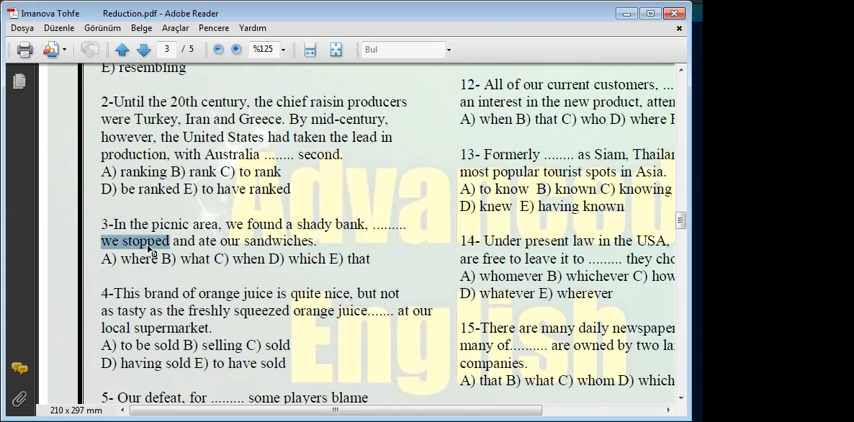 Imanova Tohfe Reduction.pdf - Adobe Reader
Dosya Düzenle Görünüm Belge Araçlar Pencere Yardım
3 / 5 %125 Bul
E) resembling
2-Until the 20th century, the chief raisin producers
were Turkey, Iran and Greece. By mid-century,
however, the United States had taken the lead in
production, with Australia ........ second.
A) ranking B) rank C) to rank
D) be ranked E) to have ranked
3-In the picnic area, we found a shady bank, .........
we stopped and ate our sandwiches.
A) where B) what C) when D) which E) that
4-This brand of orange juice is quite nice, but not
as tasty as the freshly squeezed orange juice....... at our
local supermarket.
A) to be sold B) selling C) sold
D) having sold E) to have sold
5- Our defeat, for ......... some players blame
12- All of our current customers, ...
an interest in the new product, atten
A) when B) that C) who D) where E
13- Formerly ........ as Siam, Thailan
most popular tourist spots in Asia.
A) to know B) known C) knowing
D) knew E) having known
14- Under present law in the USA,
are free to leave it to ......... they cho
A) whomever B) whichever C) how
D) whatever E) wherever
15-There are many daily newspaper
many of.......... are owned by two la
companies.
A) that B) what C) whom D) which
Advanced
English
210 x 297 mm